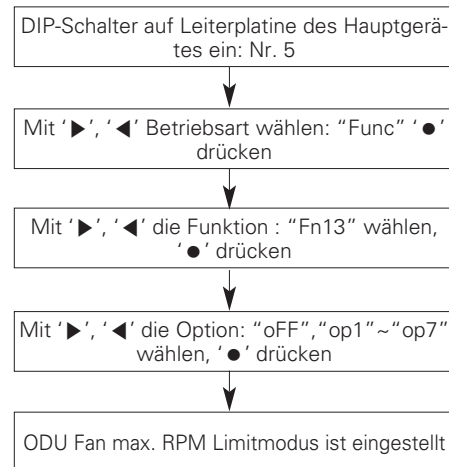 DIP-Schalter auf Leiterplatine des Hauptgerä-
tes ein: Nr. 5
Mit ‘▶’, ‘◀’ Betriebsart wählen: “Func” ‘●’
drücken
Mit ‘▶’, ‘◀’ die Funktion : “Fn13” wählen,
‘●’ drücken
Mit ‘▶’, ‘◀’ die Option: “oFF”,“op1”~“op7”
wählen, ‘●’ drücken
ODU Fan max. RPM Limitmodus ist eingestellt